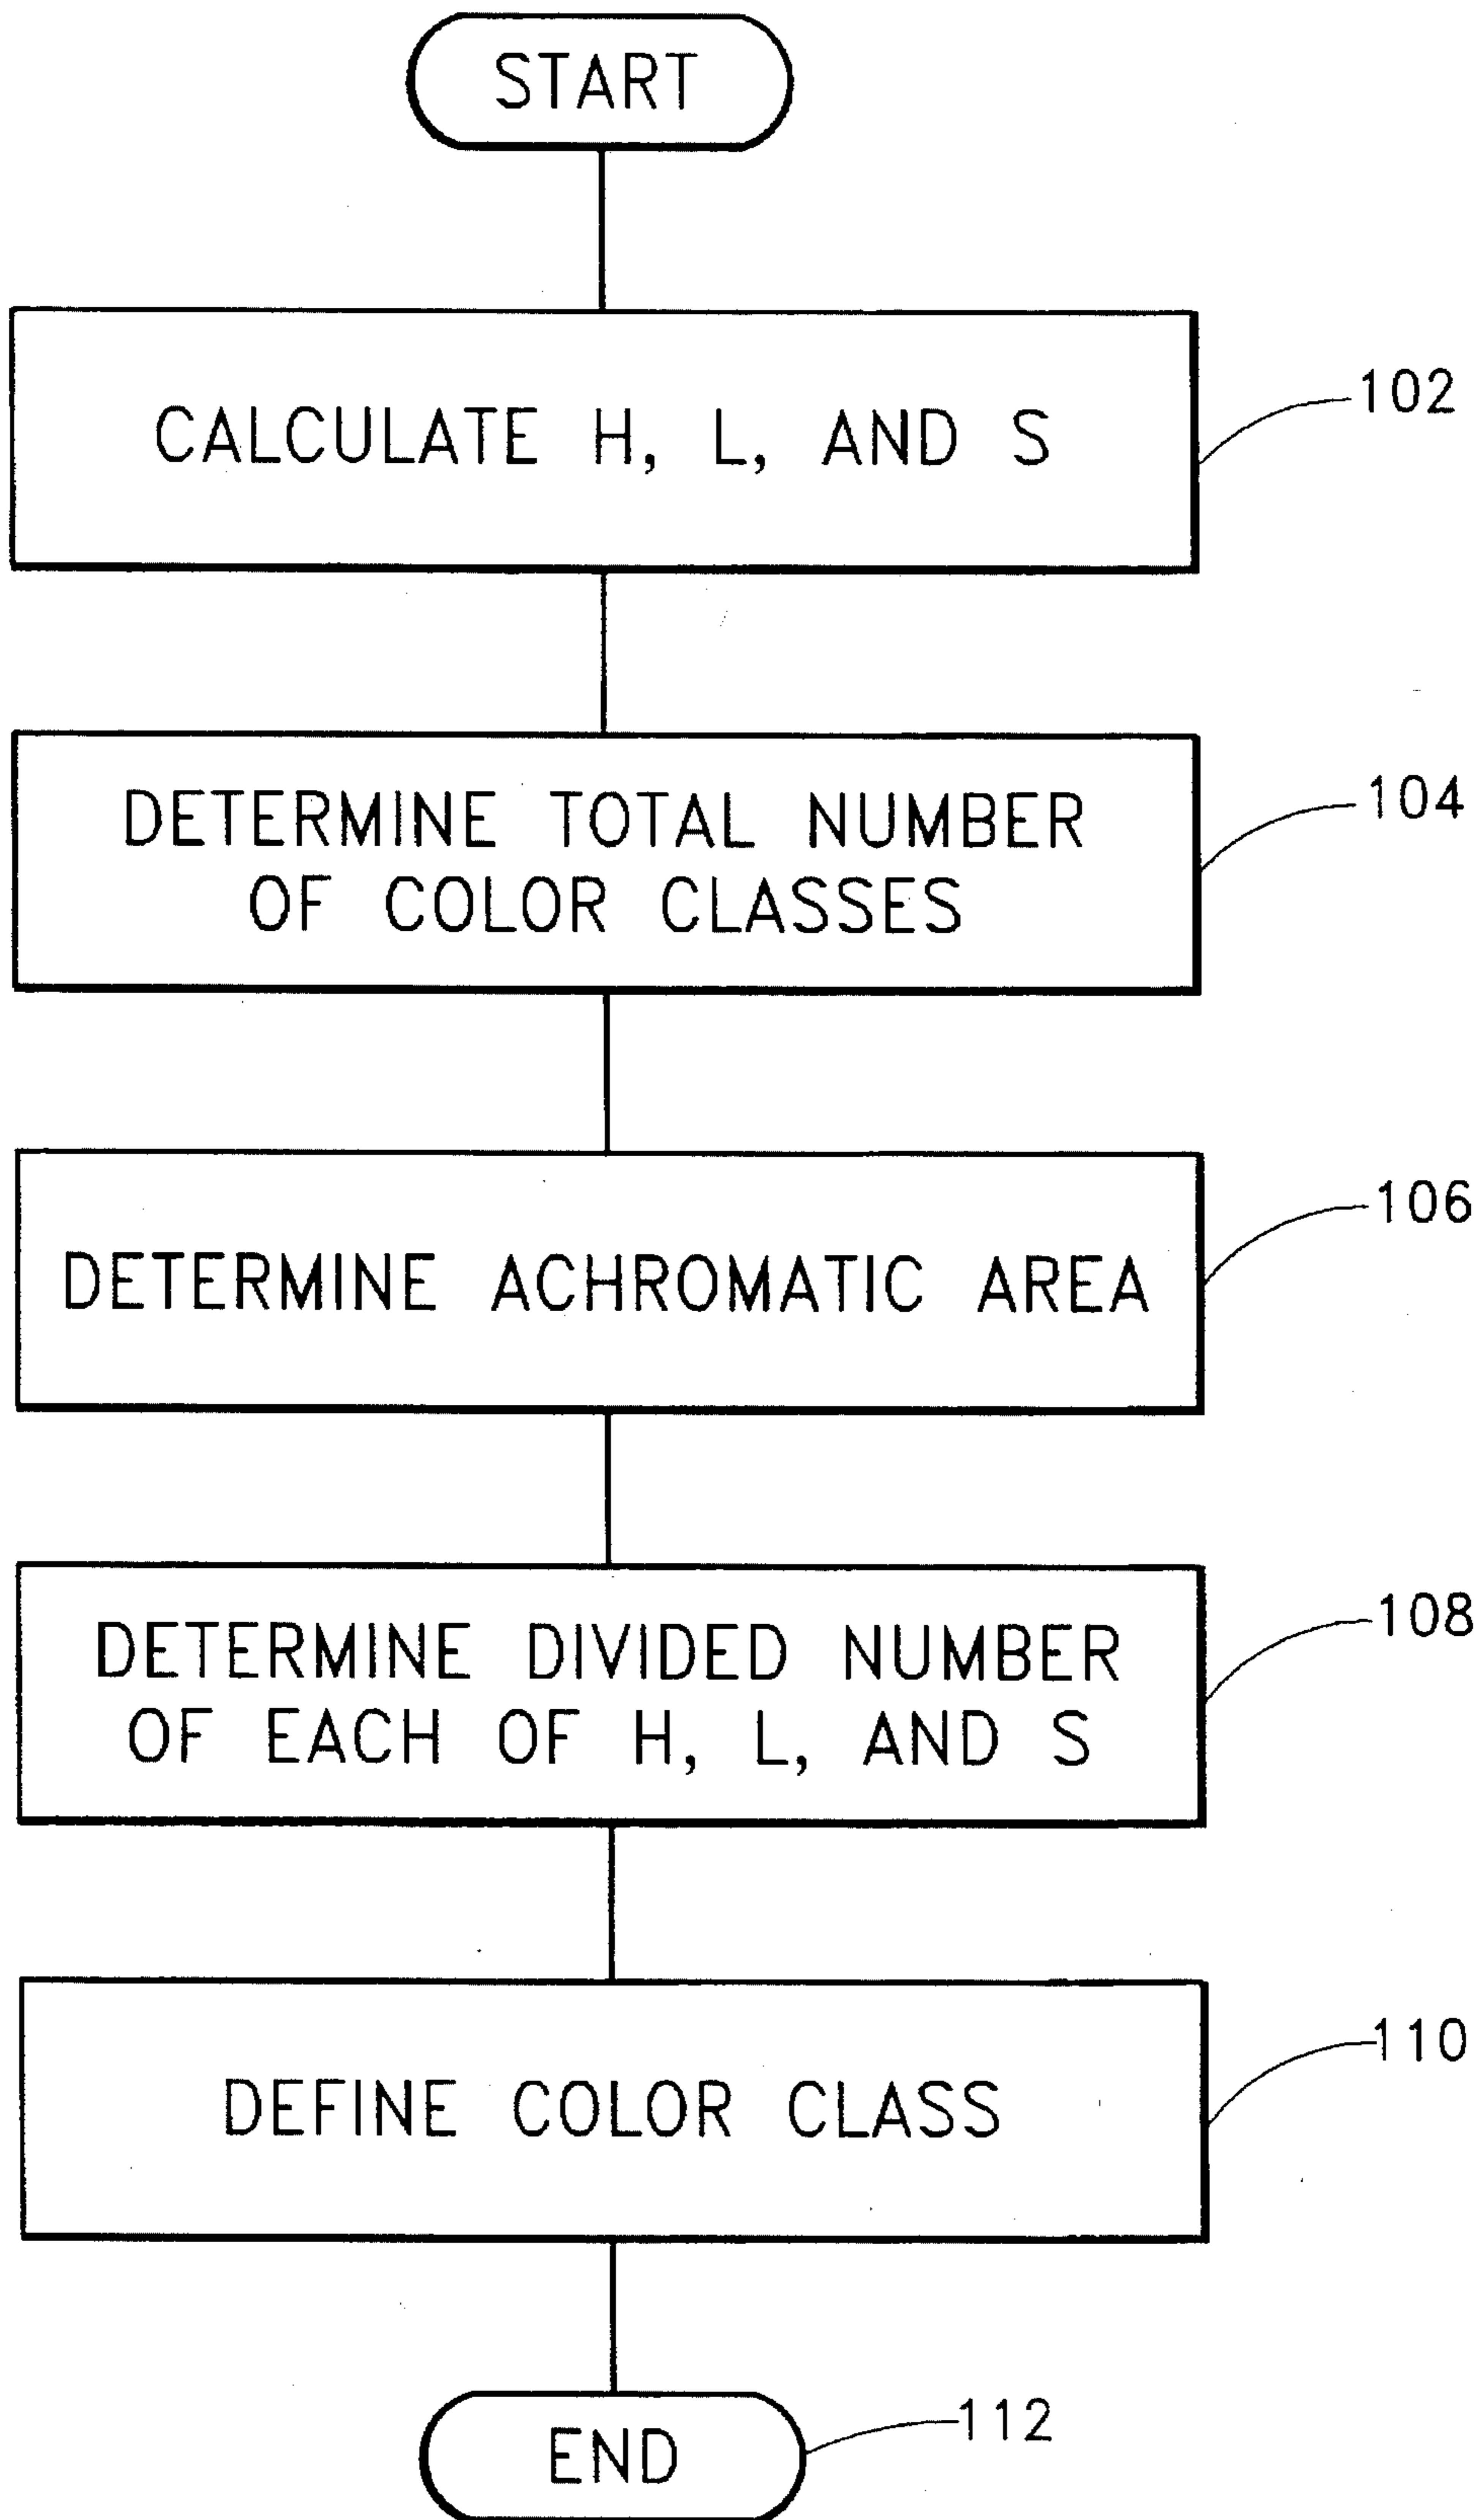 START
CALCULATE H, L, AND S
102
DETERMINE TOTAL NUMBER
OF COLOR CLASSES
104
DETERMINE ACHROMATIC AREA
106
DETERMINE DIVIDED NUMBER
OF EACH OF H, L, AND S
108
DEFINE COLOR CLASS
110
END
112